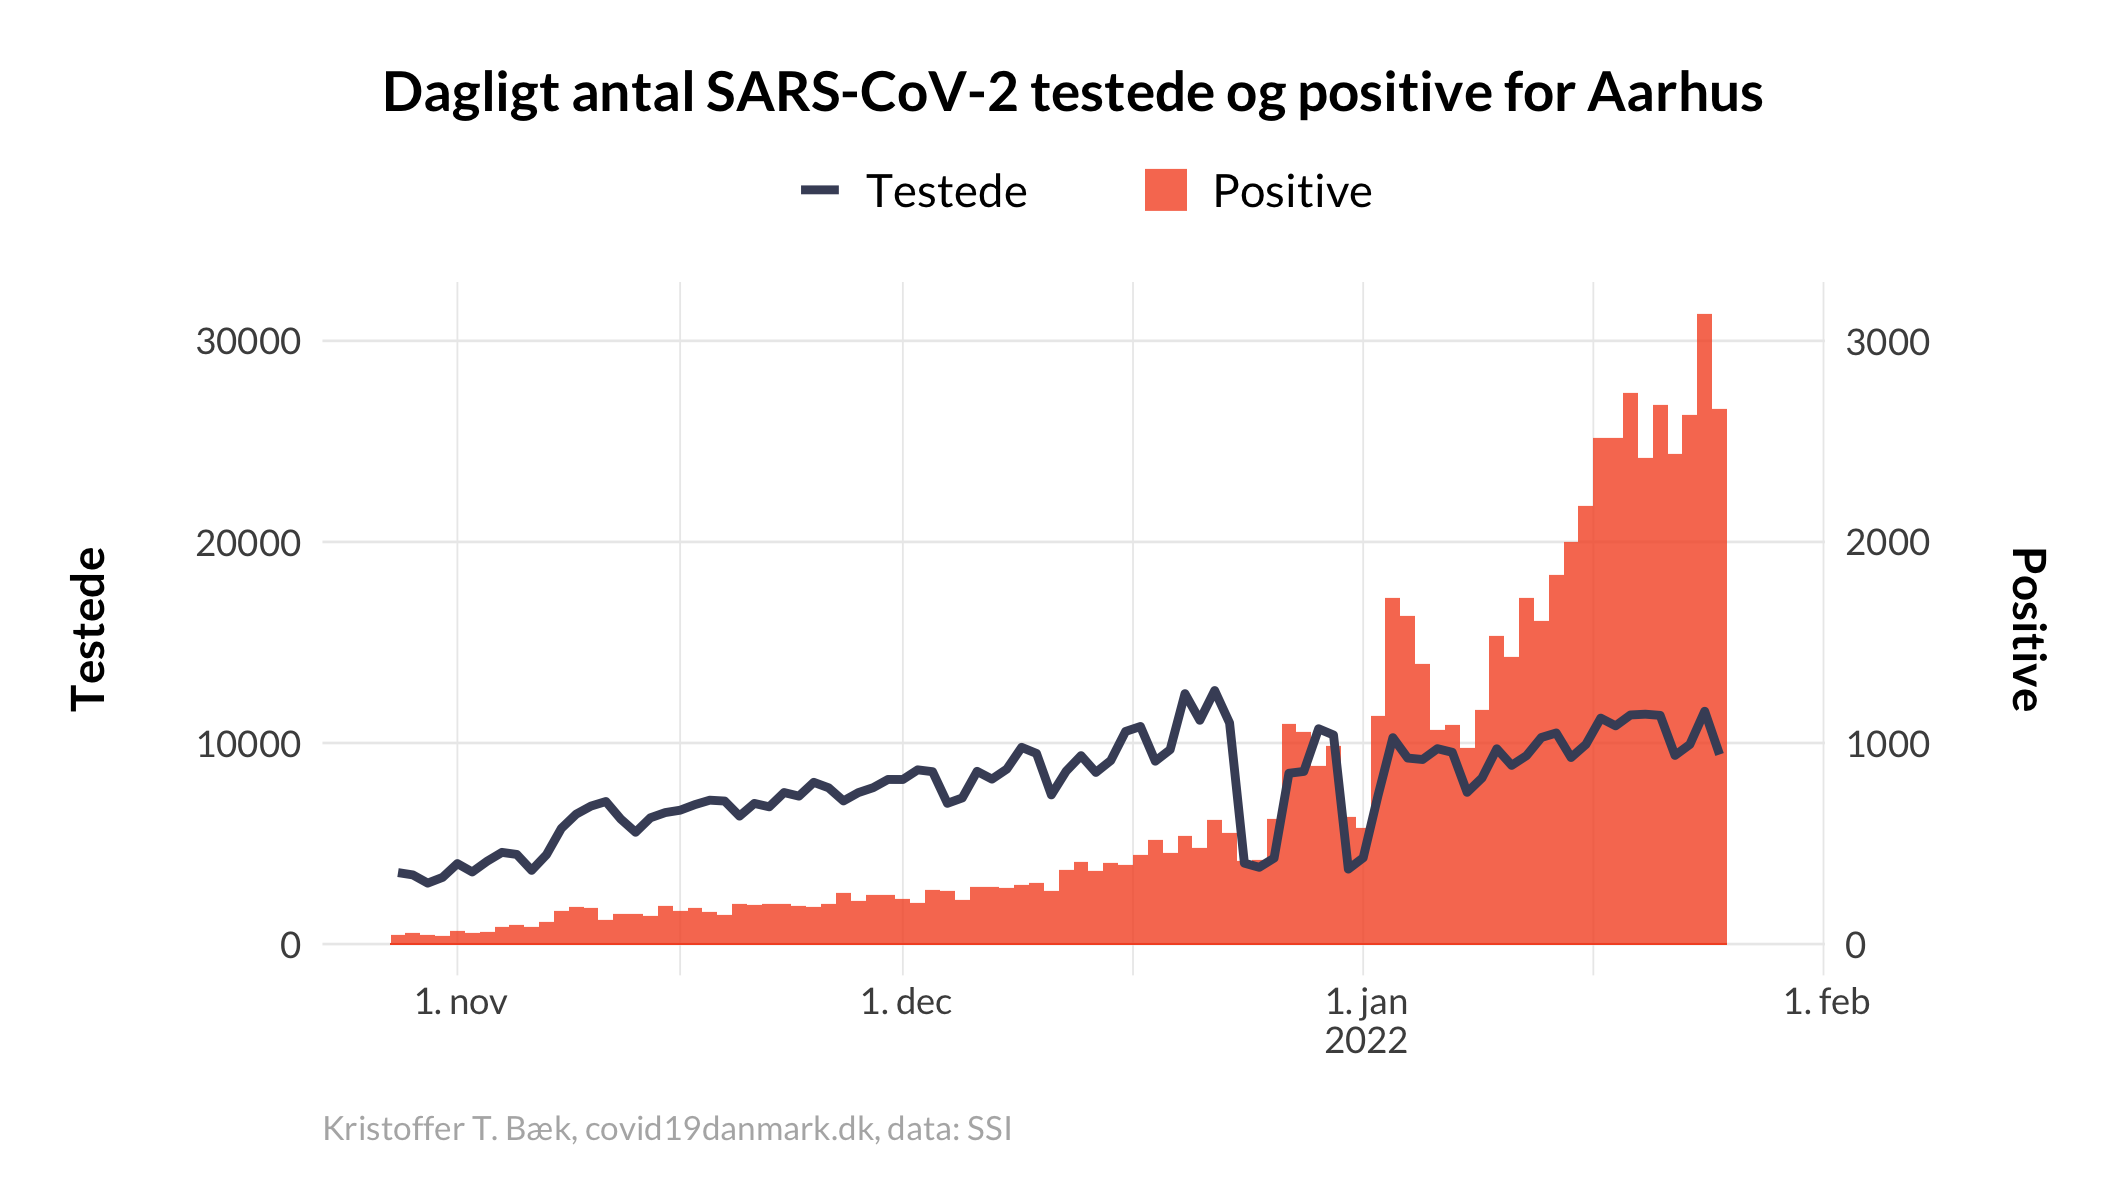 Dagligt antal SARS-CoV-2 testede og positive for Aarhus
Testede
Positive
30000
20000
10000
0
3000
2000
1000
0
Testede
Positive
1. nov
1. dec
1. jan
2022
1. feb
Kristoffer T. Bæk, covid19danmark.dk, data: SSI